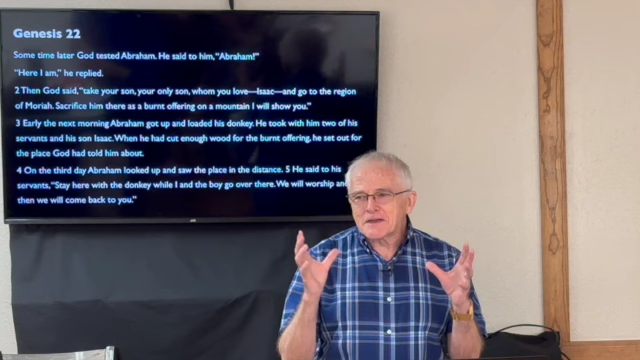 Genesis 22
Some time later God tested Abraham. He said to him, "Abraham!"
"Here I am," he replied.
2 Then God said, "take your son, your only son, whom you love—Isaac—and go to the region
of Moriah. Sacrifice him there as a burnt offering on a mountain I will show you."
3 Early the next morning Abraham got up and loaded his donkey. He took with him two of his
servants and his son Isaac. When he had cut enough wood for the burnt offering, he set out for
the place God had told him about.
4 On the third day Abraham looked up and saw the place in the distance. 5 He said to his
servants, "Stay here with the donkey while I and the boy go over there. We will worship and
then we will come back to you."